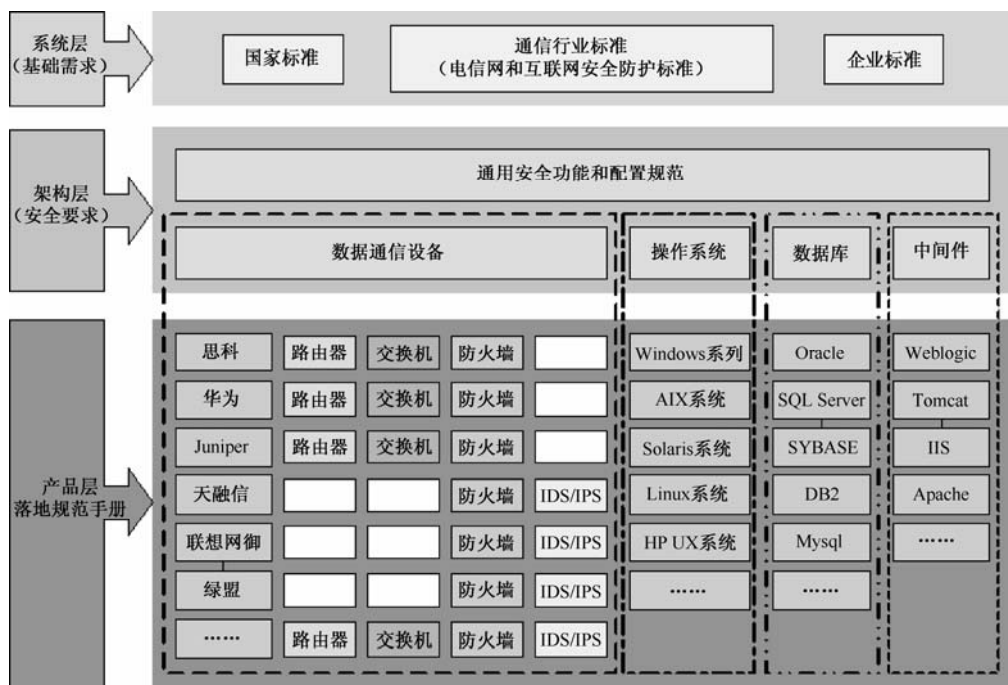 系统层
（基础需求）
国家标准
通信行业标准
（电信网和互联网安全防护标准）
企业标准
架构层
（安全要求）
通用安全功能和配置规范
数据通信设备
操作系统
数据库
中间件
产品层
落地规范手册
思科
路由器
交换机
防火墙
Windows系列
Oracle
Weblogic
华为
路由器
交换机
防火墙
AIX系统
SQL Server
Tomcat
Juniper
路由器
交换机
防火墙
Solaris系统
SYBASE
IIS
天融信
防火墙
IDS/IPS
Linux系统
DB2
Apache
联想网御
防火墙
IDS/IPS
HP UX系统
Mysql
……
绿盟
防火墙
IDS/IPS
……
……
……
路由器
交换机
防火墙
IDS/IPS